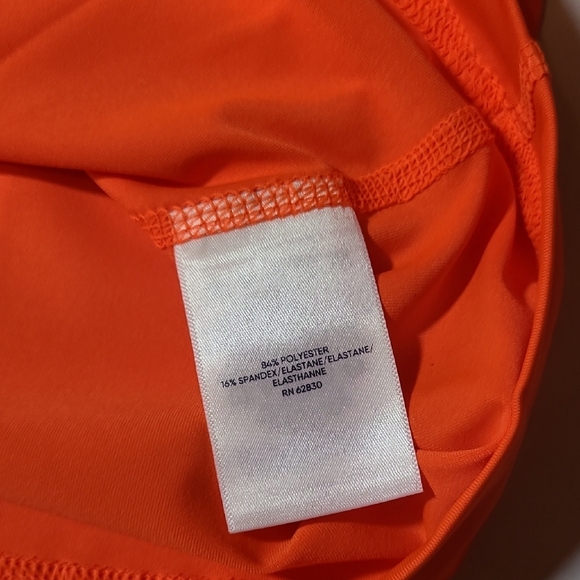 84% POLYESTER
16% SPANDEX/ELASTANE/ELASTANE/
ELASTHANNE
RN 62830